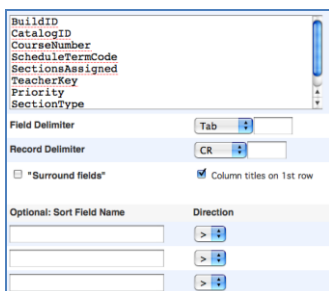 BuildID
CatalogID
CourseNumber
ScheduleTermCode
SectionsAssigned
TeacherKey
Priority
SectionType
Field Delimiter Tab
Record Delimiter CR
"Surround fields" Column titles on 1st row
Optional: Sort Field Name Direction
>
>
>